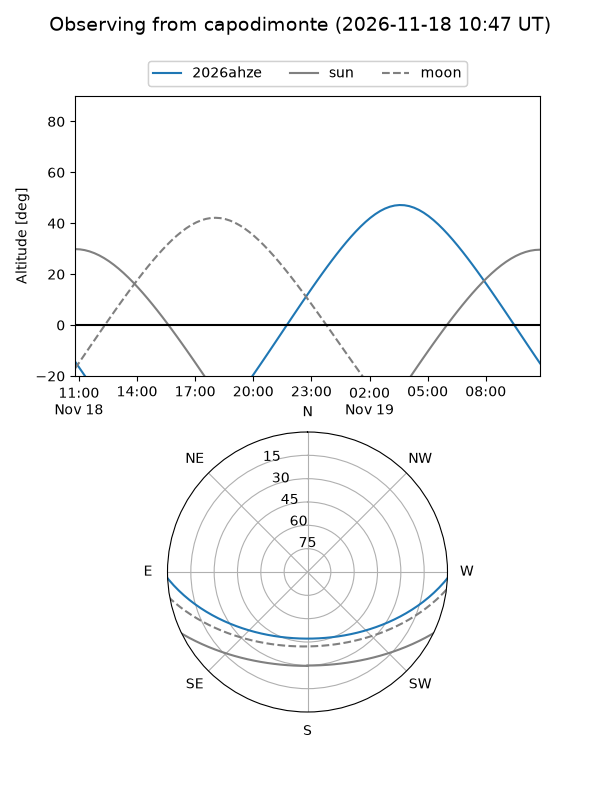 Observing from capodimonte (2026-11-18 10:47 UT)
2026ahze sun moon
Altitude [deg]
80
60
40
20
0
−20
11:00 14:00 17:00 20:00 23:00 02:00 05:00 08:00
Nov 18 Nov 19
N
NE NW
15
30
45
60
75
E W
SE SW
S